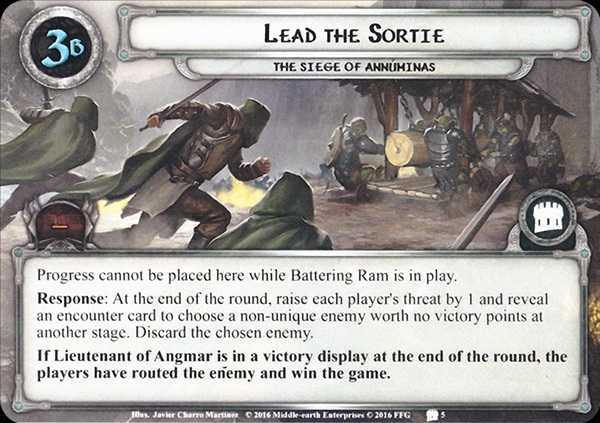 3B
LEAD THE SORTIE
THE SIEGE OF ANNÚMINAS
–
Progress cannot be placed here while Battering Ram is in play.
Response: At the end of the round, raise each player's threat by 1 and reveal
an encounter card to choose a non-unique enemy worth no victory points at
another stage. Discard the chosen enemy.
If Lieutenant of Angmar is in a victory display at the end of the round, the
players have routed the enemy and win the game.
Illus. Javier Charro Martínez © 2016 Middle-earth Enterprises © 2016 FFG 5